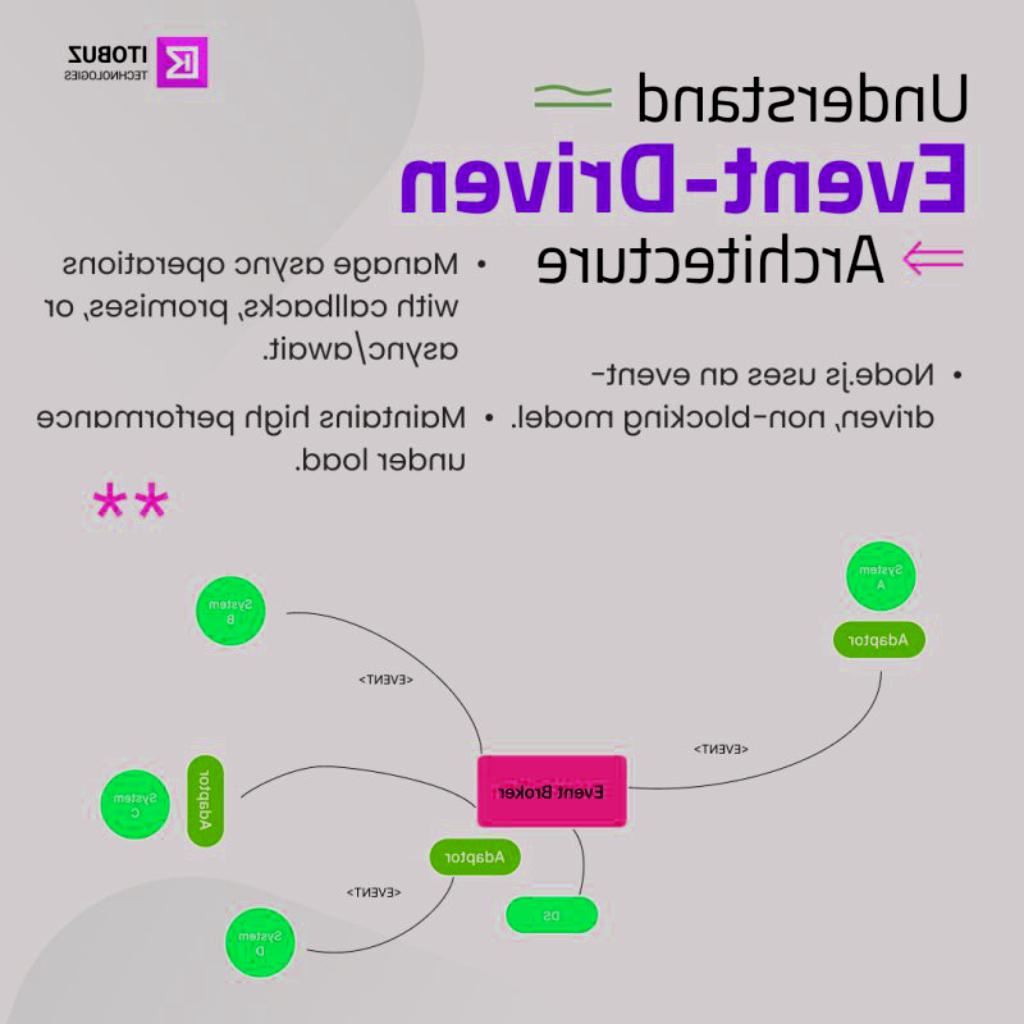 ITOBUZ
TECHNOLOGIES
Understand
Event-Driven
Architecture
• Node.js uses an event-
driven, non-blocking model.
• Manage async operations
with callbacks, promises, or
async/await.
• Maintains high performance
under load.
**
System
A
Adaptor
<EVENT>
System
B
<EVENT>
Event Broker
System
C
Adaptor
Adaptor
<EVENT>
DS
System
D